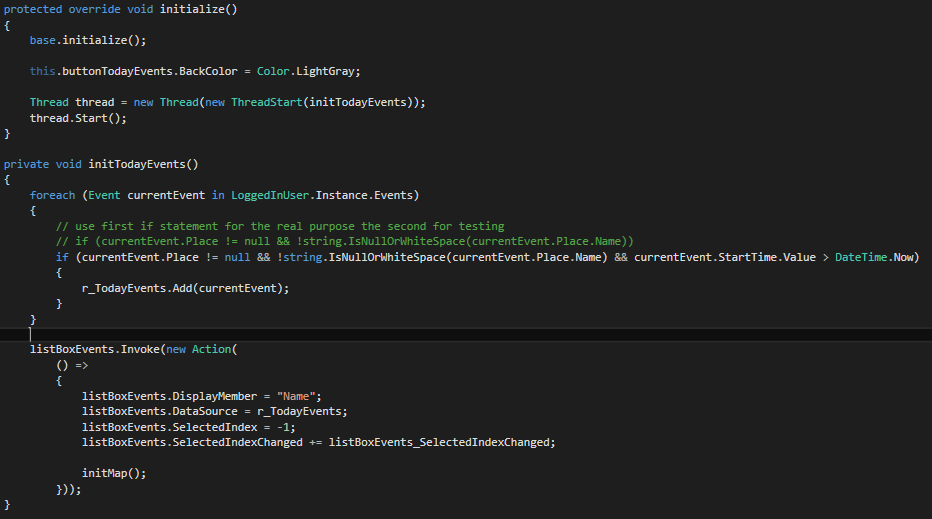 protected override void initialize()
{
    base.initialize();

    this.buttonTodayEvents.BackColor = Color.LightGray;

    Thread thread = new Thread(new ThreadStart(initTodayEvents));
    thread.Start();
}

private void initTodayEvents()
{
    foreach (Event currentEvent in LoggedInUser.Instance.Events)
    {
        // use first if statement for the real purpose the second for testing
        // if (currentEvent.Place != null && !string.IsNullOrWhiteSpace(currentEvent.Place.Name))
        if (currentEvent.Place != null && !string.IsNullOrWhiteSpace(currentEvent.Place.Name) && currentEvent.StartTime.Value > DateTime.Now)
        {
            r_TodayEvents.Add(currentEvent);
        }
    }

    listBoxEvents.Invoke(new Action(
        () =>
        {
            listBoxEvents.DisplayMember = "Name";
            listBoxEvents.DataSource = r_TodayEvents;
            listBoxEvents.SelectedIndex = -1;
            listBoxEvents.SelectedIndexChanged += listBoxEvents_SelectedIndexChanged;

            initMap();
        }));
}